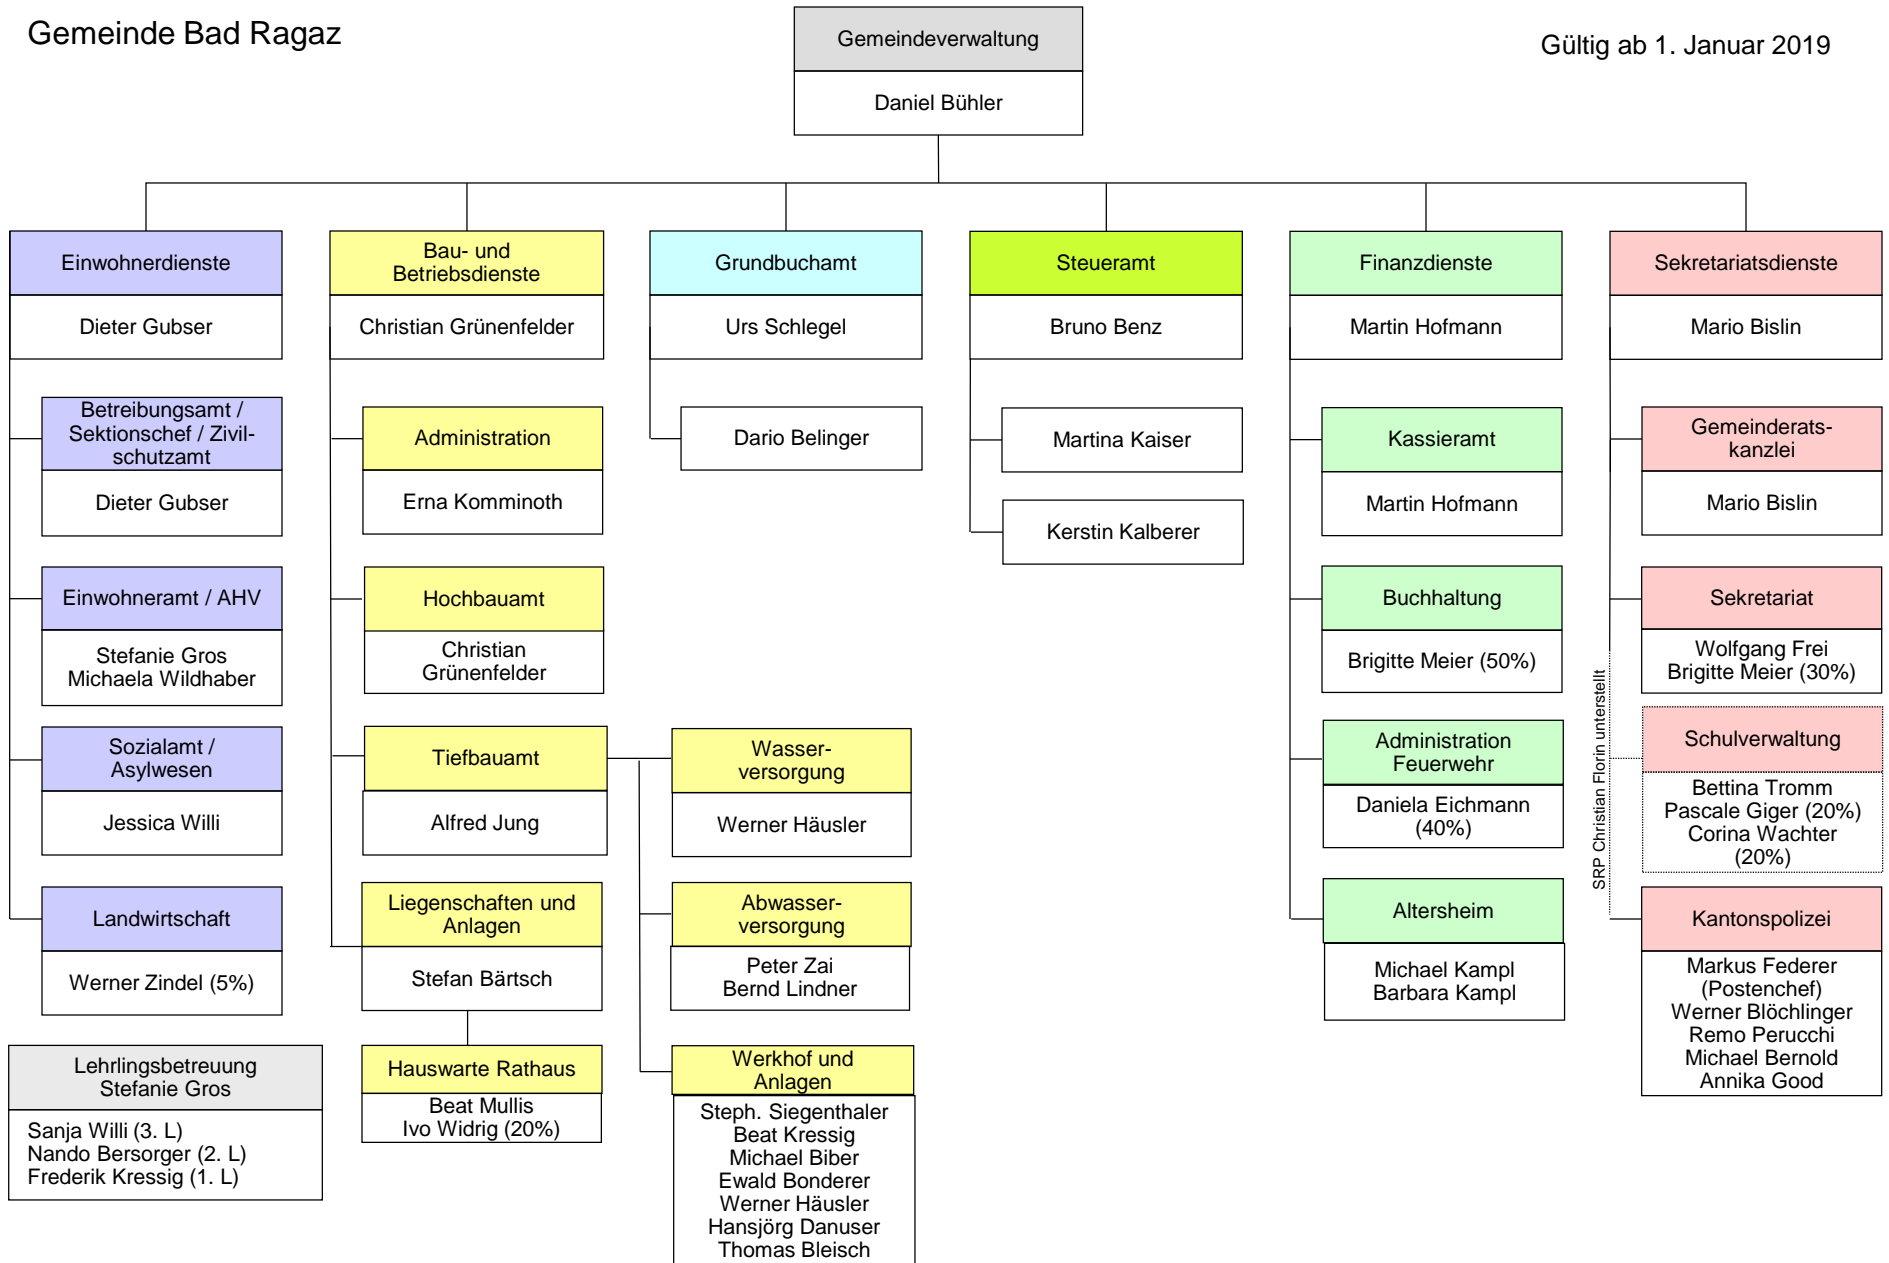 Gemeinde Bad Ragaz
Gemeindeverwaltung
Daniel Bühler
Gültig ab 1. Januar 2019
Einwohnerdienste
Dieter Gubser
Betreibungsamt /
Sektionschef / Zivil-
schutzamt
Dieter Gubser
Einwohneramt / AHV
Stefanie Gros
Michaela Wildhaber
Sozialamt /
Asylwesen
Jessica Willi
Landwirtschaft
Werner Zindel (5%)
Lehrlingsbetreuung
Stefanie Gros
Sanja Willi (3. L)
Nando Bersorger (2. L)
Frederik Kressig (1. L)
Bau- und
Betriebsdienste
Christian Grünenfelder
Administration
Erna Komminoth
Hochbauamt
Christian
Grünenfelder
Tiefbauamt
Alfred Jung
Liegenschaften und
Anlagen
Stefan Bärtsch
Hauswarte Rathaus
Beat Mullis
Ivo Widrig (20%)
Wasser-
versorgung
Werner Häusler
Abwasser-
versorgung
Peter Zai
Bernd Lindner
Werkhof und
Anlagen
Steph. Siegenthaler
Beat Kressig
Michael Biber
Ewald Bonderer
Werner Häusler
Hansjörg Danuser
Thomas Bleisch
Grundbuchamt
Urs Schlegel
Dario Belinger
Steueramt
Bruno Benz
Martina Kaiser
Kerstin Kalberer
Finanzdienste
Martin Hofmann
Kassieramt
Martin Hofmann
Buchhaltung
Brigitte Meier (50%)
Administration
Feuerwehr
Daniela Eichmann
(40%)
Altersheim
Michael Kampl
Barbara Kampl
Sekretariatsdienste
Mario Bislin
Gemeinderats-
kanzlei
Mario Bislin
Sekretariat
Wolfgang Frei
Brigitte Meier (30%)
SRP Christian Florin unterstellt
Schulverwaltung
Bettina Tromm
Pascale Giger (20%)
Corina Wachter
(20%)
Kantonspolizei
Markus Federer
(Postenchef)
Werner Blöchlinger
Remo Perucchi
Michael Bernold
Annika Good